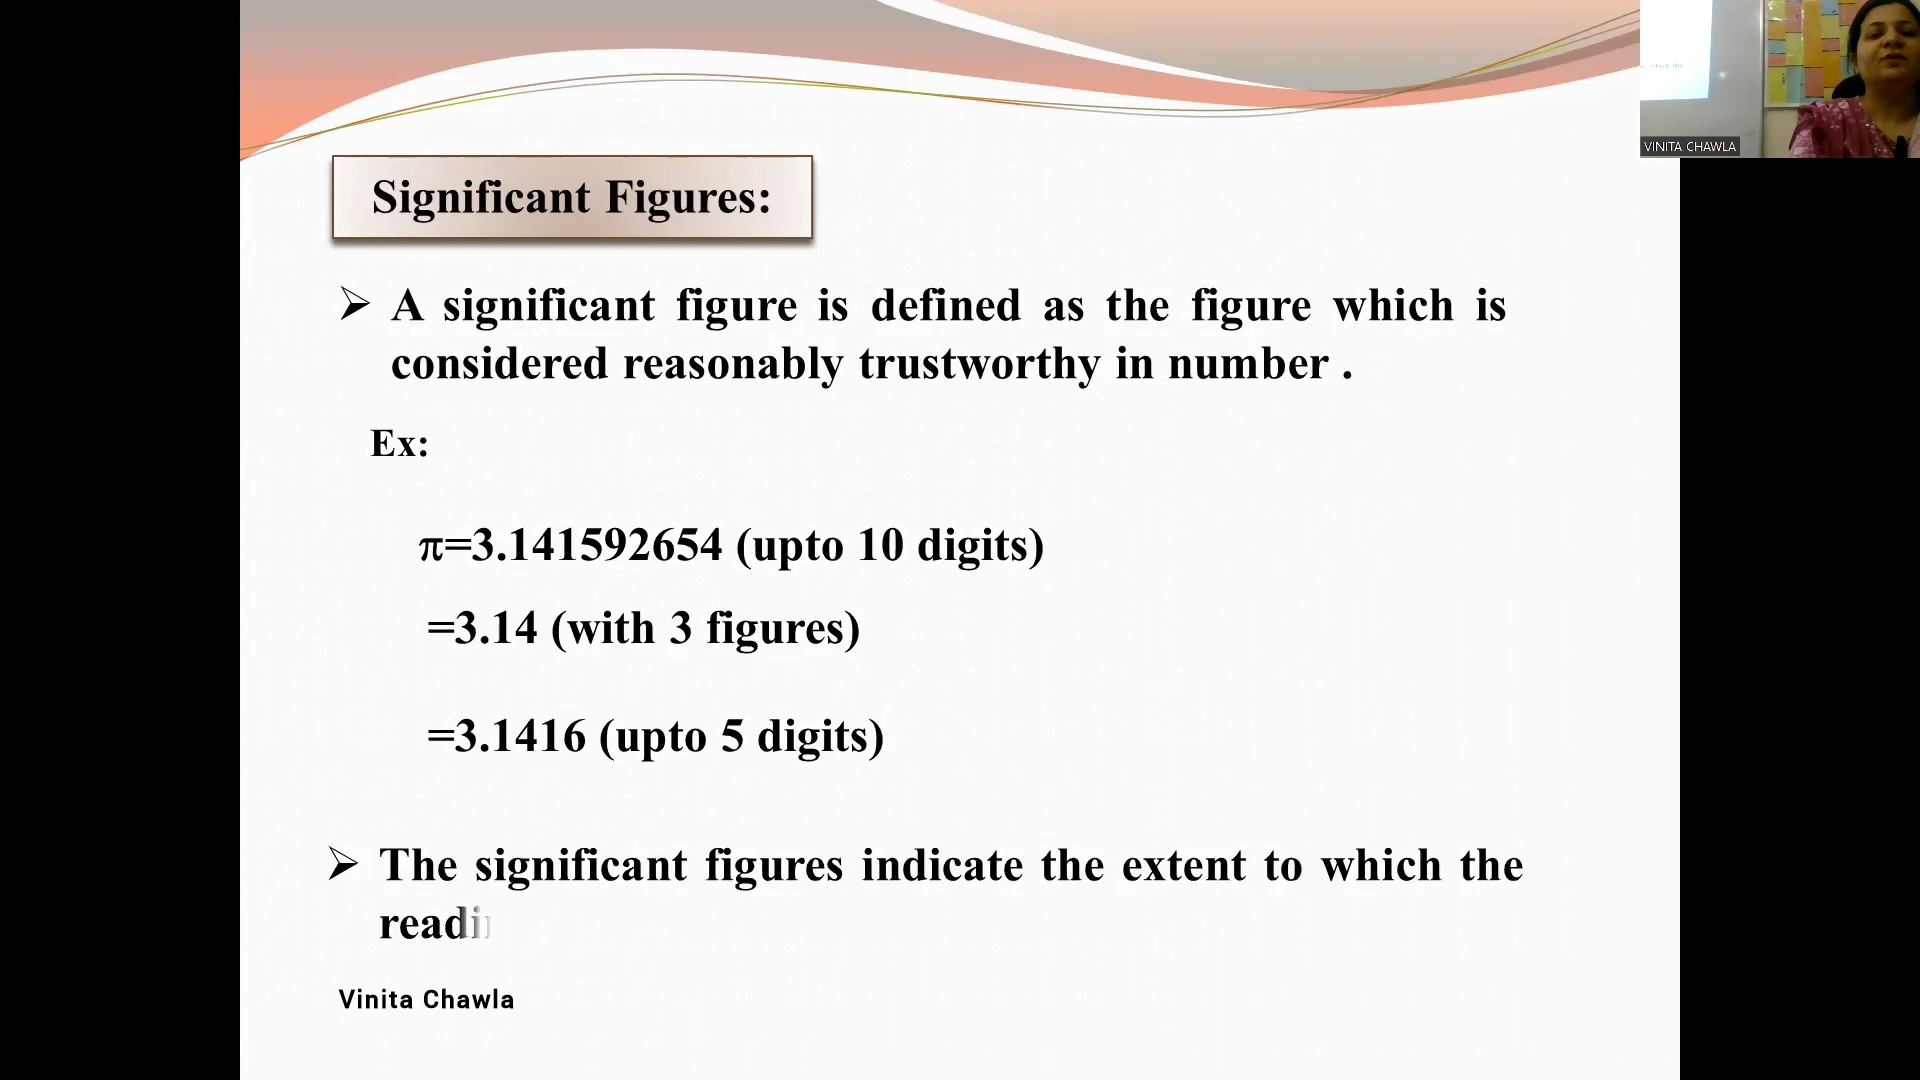 Significant Figures:
➢ A significant figure is defined as the figure which is
considered reasonably trustworthy in number .
Ex:
π=3.141592654 (upto 10 digits)
=3.14 (with 3 figures)
=3.1416 (upto 5 digits)
➢ The significant figures indicate the extent to which the
readi
Vinita Chawla
VINITA CHAWLA